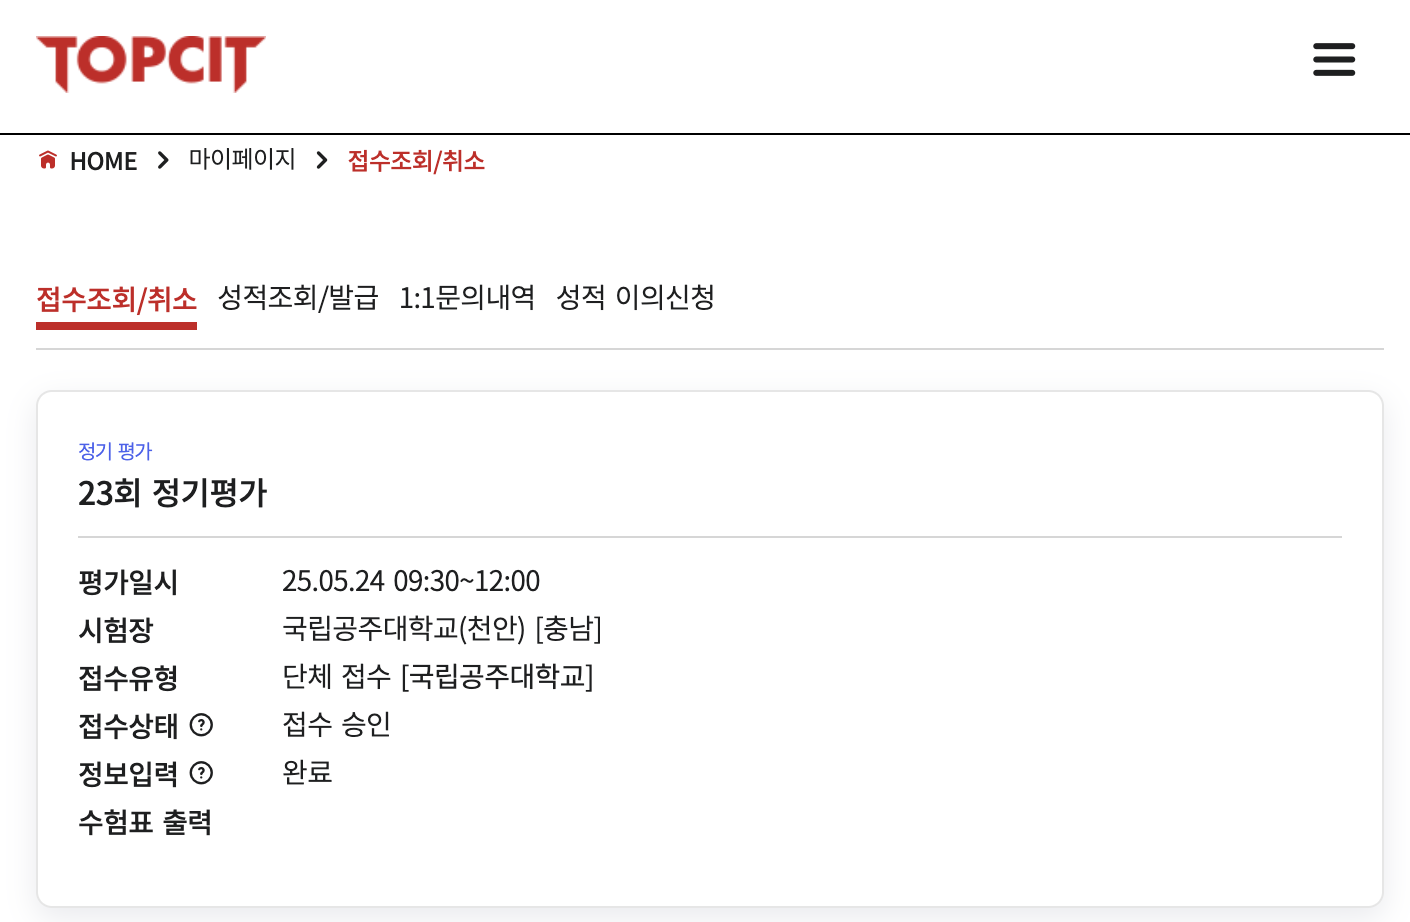 TOPCIT
HOME 마이페이지 접수조회/취소
접수조회/취소 성적조회/발급 1:1문의내역 성적 이의신청
정기 평가
23회 정기평가
평가일시 25.05.24 09:30~12:00
시험장 국립공주대학교(천안) [충남]
접수유형 단체 접수 [국립공주대학교]
접수상태 ? 접수 승인
정보입력 ? 완료
수험표 출력